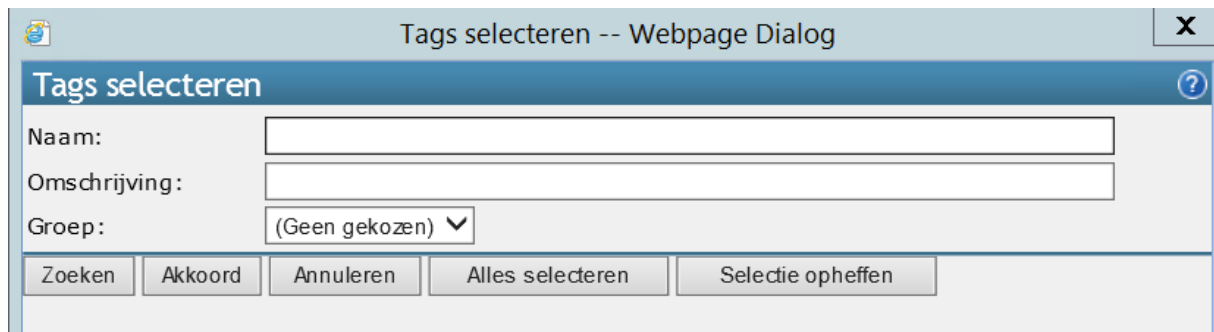 Tags selecteren -- Webpage Dialog
X
Tags selecteren
?
Naam:
Omschrijving:
Groep: (Geen gekozen)
Zoeken Akkoord Annuleren Alles selecteren Selectie opheffen